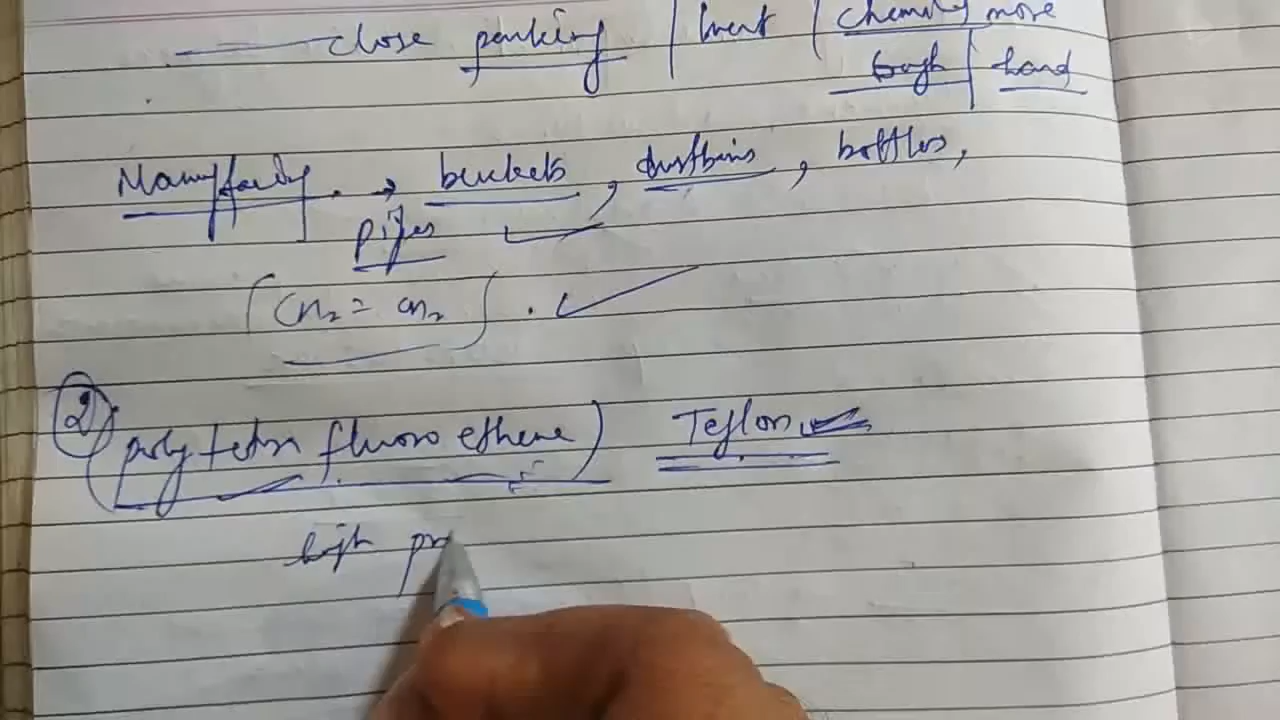 close packing | Inert | Chemically more
tough | hard
Manufacturing. → buckets, dustbins, bottles,
pipes
(CH2 = CH2).
② (poly tetra fluoro ethene) Teflon
high pr